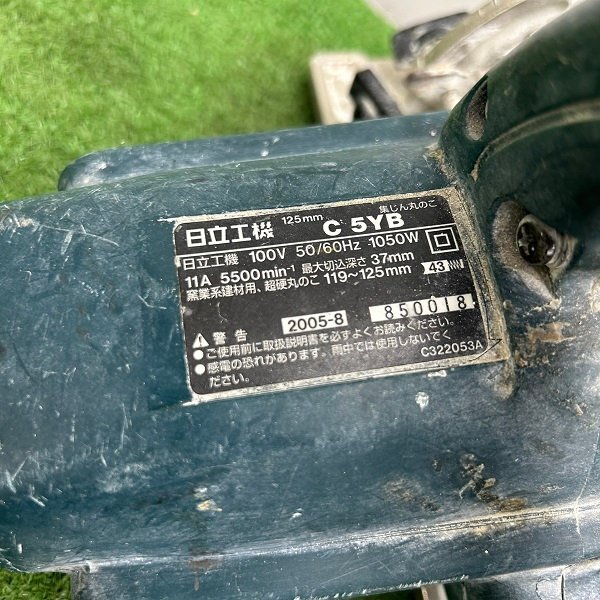 125mm 集じん丸のこ
日立工機 C 5YB
日立工機 100V 50/60Hz 1050W
11A 5500min⁻¹ 最大切込深さ 37mm
窯業系建材用、超硬丸のこ 119~125mm
43
警告 2005-8 850018
●ご使用前に取扱説明書を必ずよくお読みください。
●感電の恐れがあります。雨中では使用しないでください。
C322053A